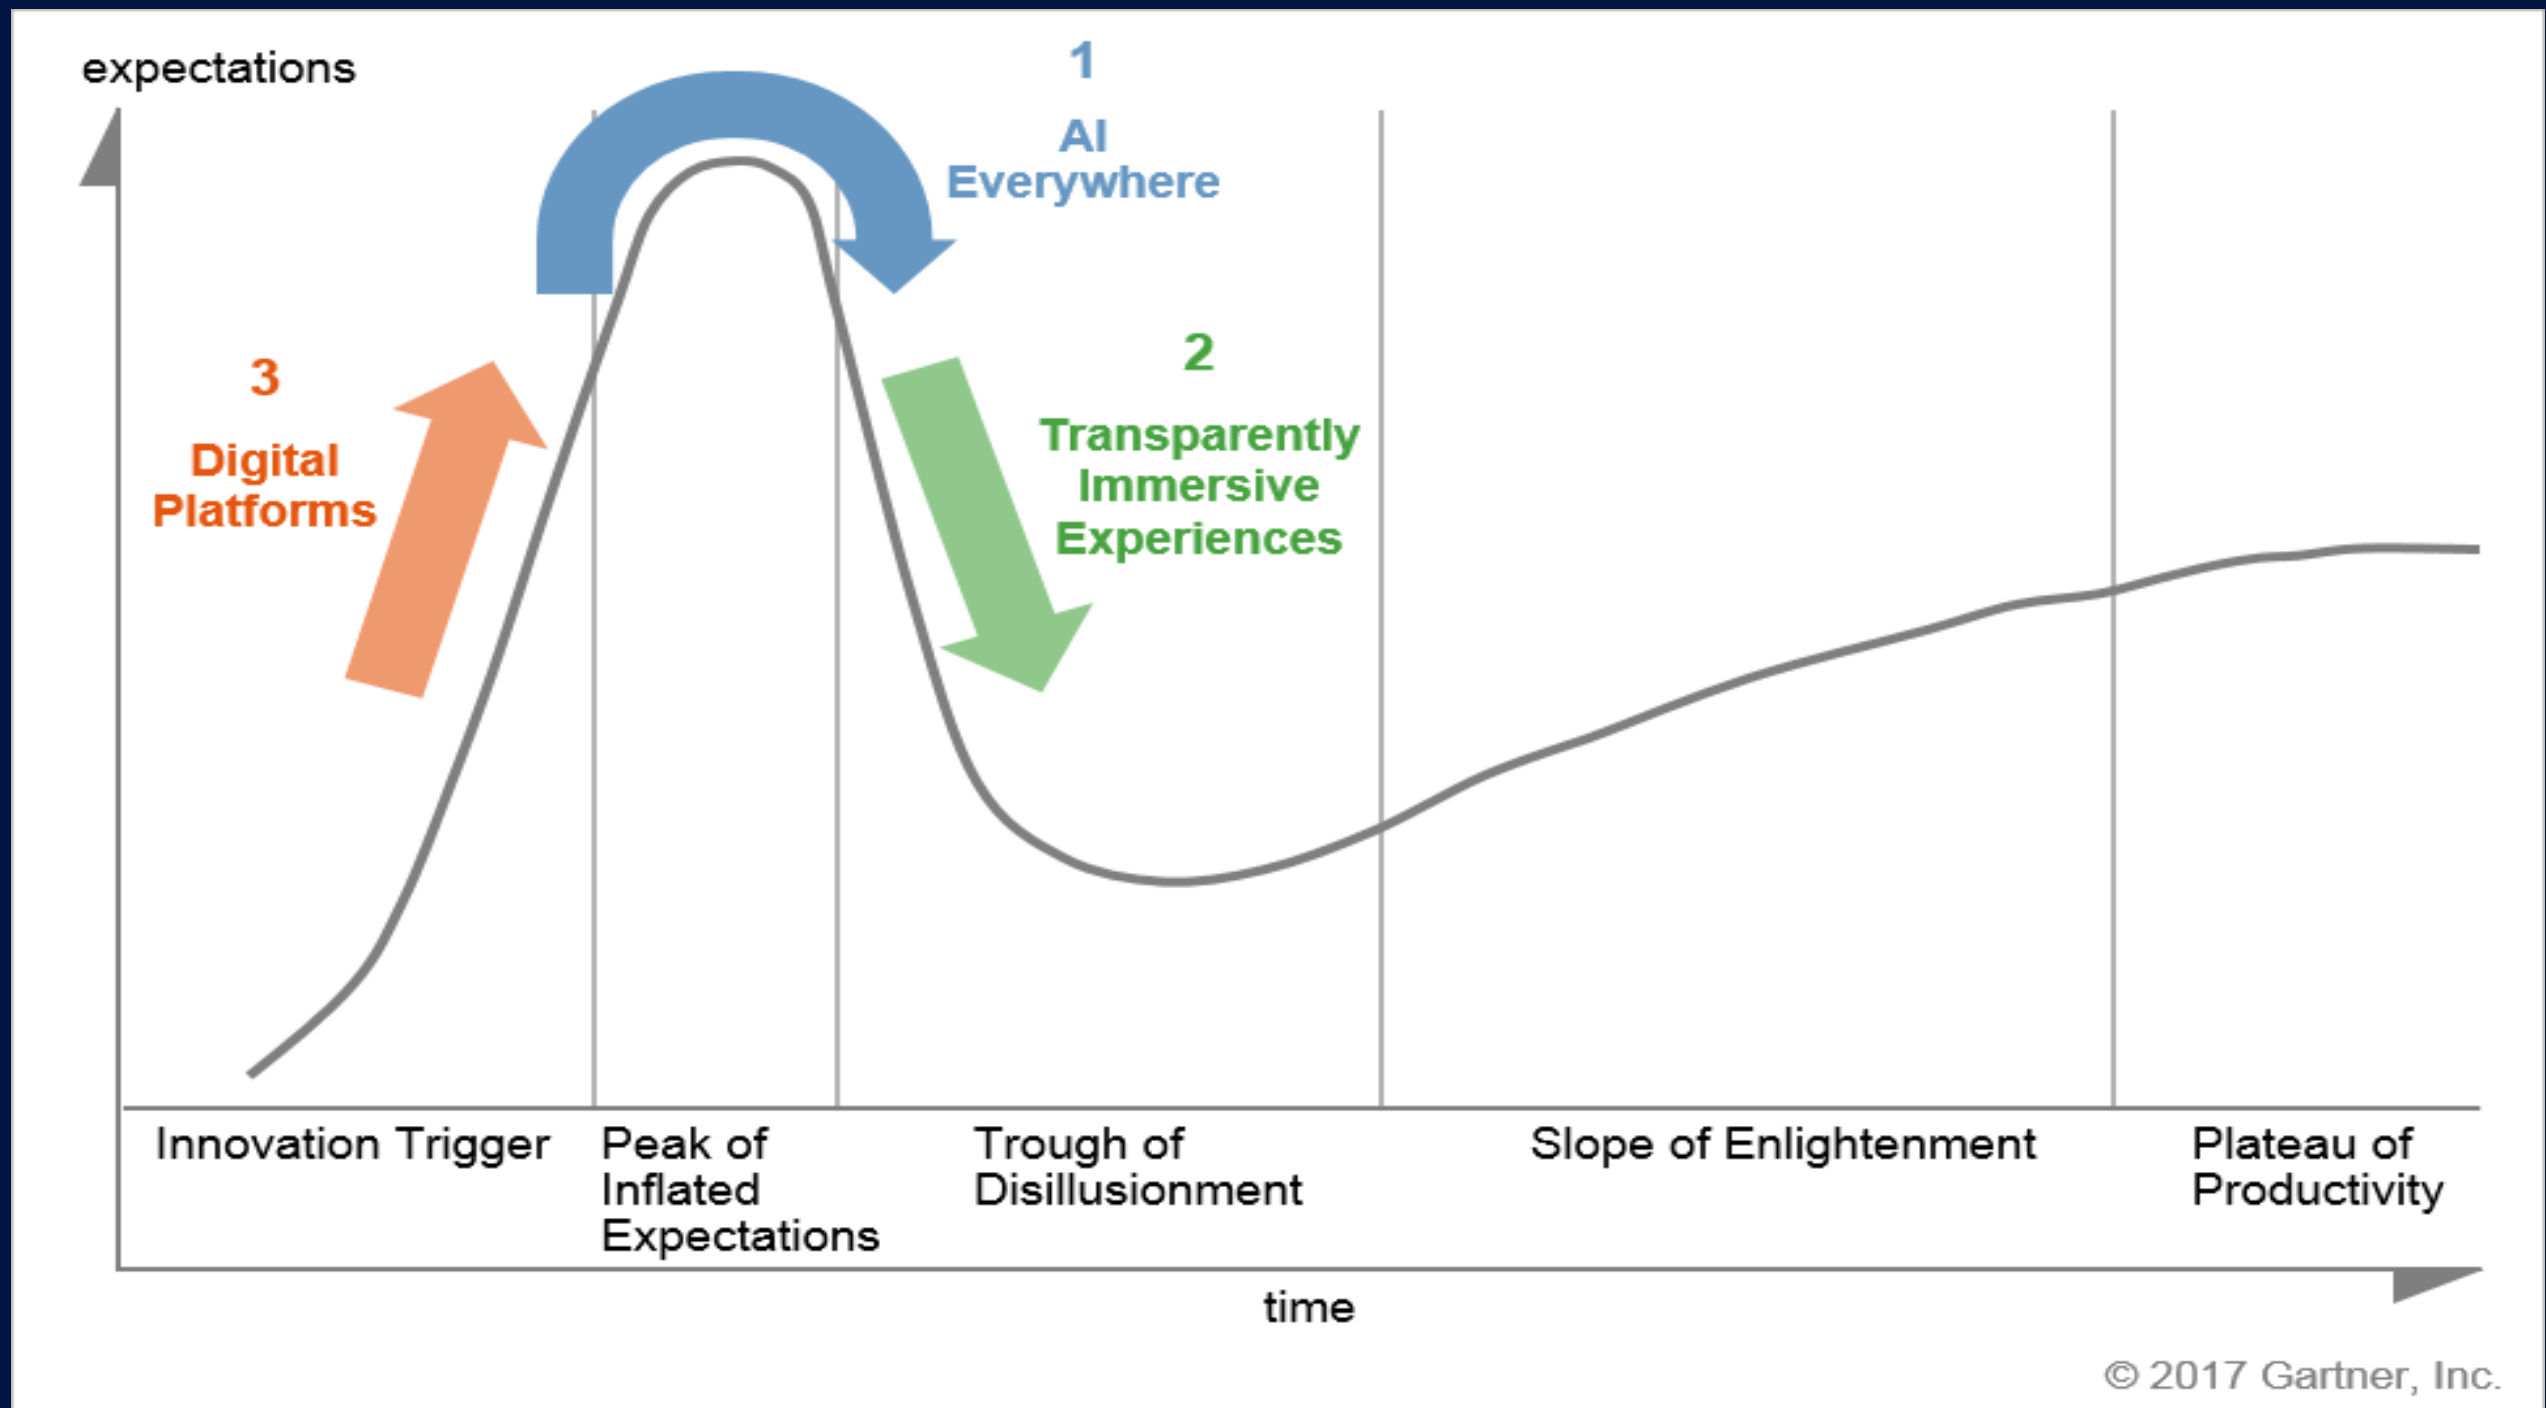 expectations
1
AI
Everywhere
2
Transparently
Immersive
Experiences
3
Digital
Platforms
Innovation Trigger
Peak of
Inflated
Expectations
Trough of
Disillusionment
Slope of Enlightenment
Plateau of
Productivity
time
© 2017 Gartner, Inc.